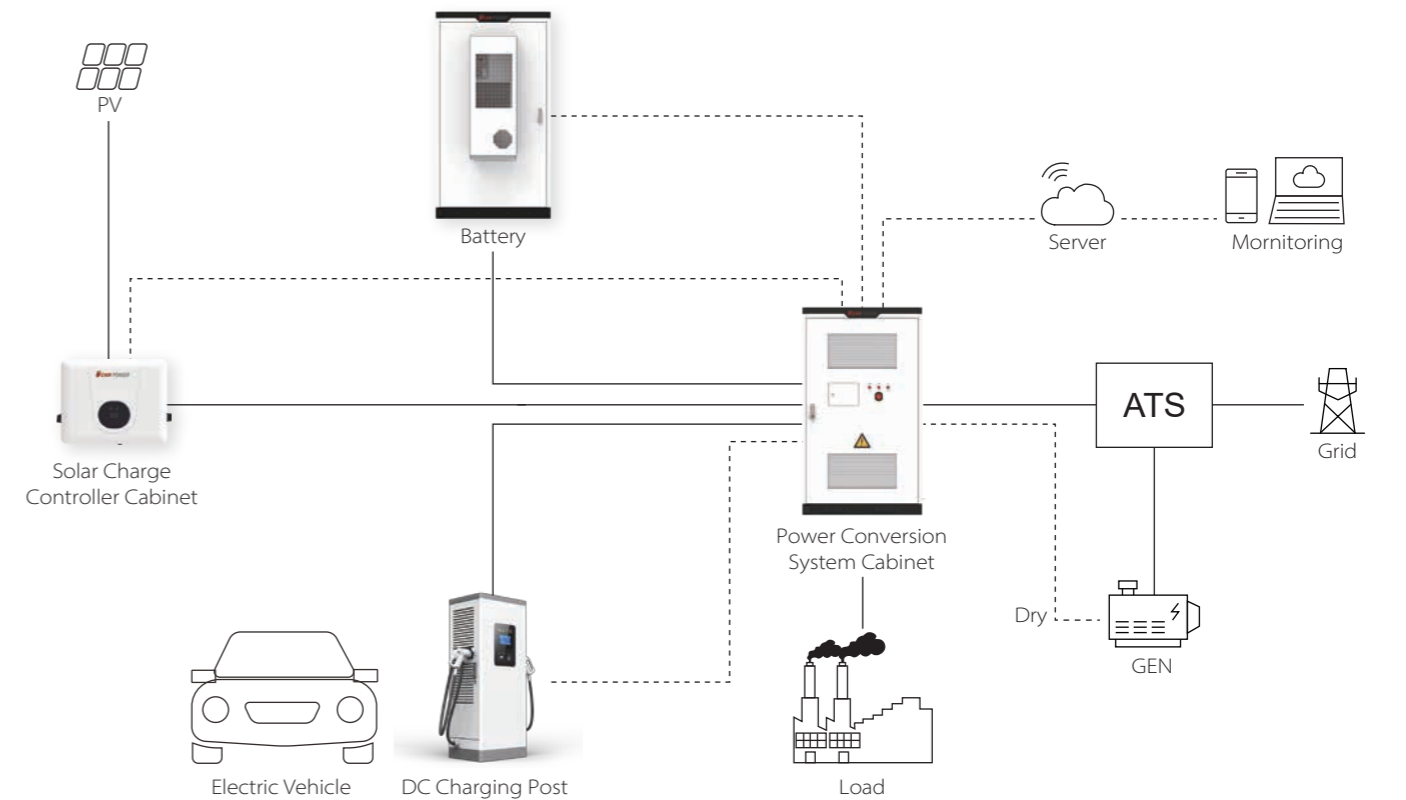 PV
Battery
Server
Mornitoring
ATS
Grid
Solar Charge
Controller Cabinet
Power Conversion
System Cabinet
Dry
GEN
Electric Vehicle
DC Charging Post
Load